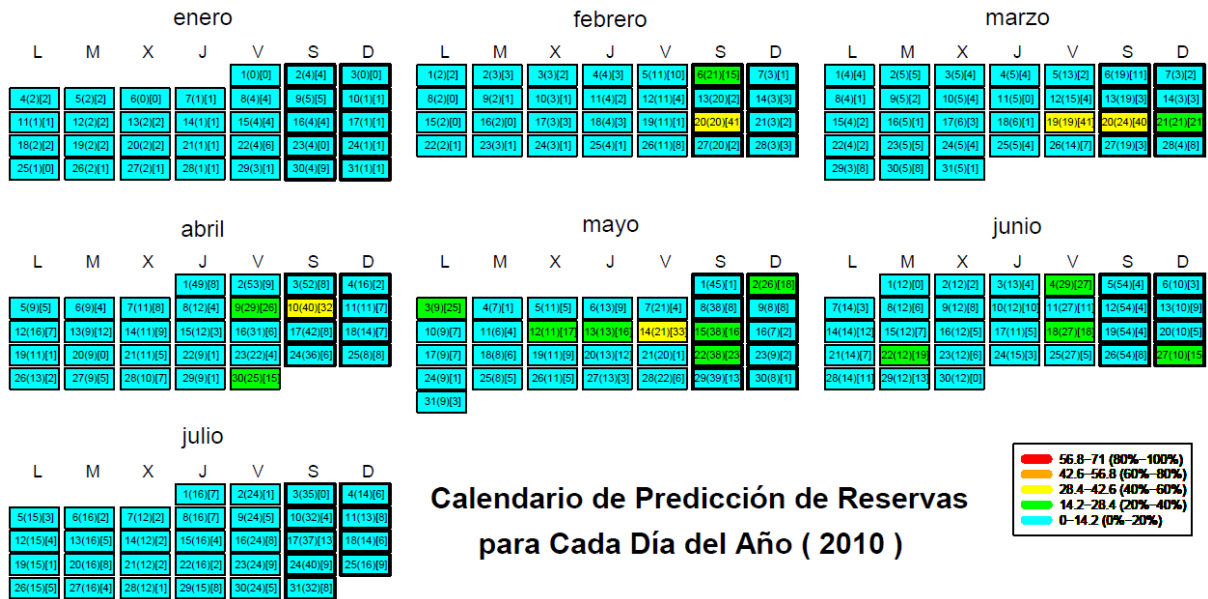 enero
L M X J V S D
1(0)[0] 2(4)[4] 3(0)[0]
4(2)[2] 5(2)[2] 6(0)[0] 7(1)[1] 8(4)[4] 9(5)[5] 10(1)[1]
11(1)[1] 12(2)[2] 13(2)[2] 14(1)[1] 15(4)[4] 16(4)[4] 17(1)[1]
18(2)[2] 19(2)[2] 20(2)[2] 21(1)[1] 22(4)[6] 23(4)[0] 24(1)[1]
25(1)[0] 26(2)[1] 27(2)[1] 28(1)[1] 29(3)[1] 30(4)[9] 31(1)[1]
febrero
L M X J V S D
1(2)[2] 2(3)[3] 3(3)[2] 4(4)[3] 5(11)[10] 6(21)[15] 7(3)[1]
8(2)[0] 9(2)[1] 10(3)[1] 11(4)[2] 12(11)[4] 13(20)[2] 14(3)[3]
15(2)[0] 16(2)[0] 17(3)[3] 18(4)[3] 19(11)[1] 20(20)[41] 21(3)[2]
22(2)[1] 23(3)[1] 24(3)[1] 25(4)[1] 26(11)[8] 27(20)[2] 28(3)[3]
marzo
L M X J V S D
1(4)[4] 2(5)[5] 3(5)[4] 4(5)[4] 5(13)[2] 6(19)[11] 7(3)[2]
8(4)[1] 9(5)[2] 10(5)[4] 11(5)[0] 12(15)[4] 13(19)[3] 14(3)[3]
15(4)[2] 16(5)[1] 17(6)[3] 18(6)[1] 19(19)[41] 20(24)[40] 21(21)[21]
22(4)[2] 23(5)[5] 24(5)[4] 25(5)[4] 26(14)[7] 27(19)[3] 28(4)[8]
29(3)[8] 30(5)[8] 31(5)[1]
abril
L M X J V S D
1(49)[8] 2(53)[9] 3(52)[8] 4(16)[2]
5(9)[5] 6(9)[4] 7(11)[8] 8(12)[4] 9(29)[26] 10(40)[32] 11(11)[7]
12(16)[7] 13(9)[12] 14(11)[9] 15(12)[3] 16(31)[6] 17(42)[8] 18(14)[7]
19(11)[1] 20(9)[0] 21(11)[5] 22(9)[1] 23(22)[4] 24(36)[6] 25(8)[8]
26(13)[2] 27(9)[5] 28(10)[7] 29(9)[1] 30(25)[15]
mayo
L M X J V S D
1(45)[1] 2(26)[18]
3(9)[25] 4(7)[1] 5(11)[5] 6(13)[9] 7(21)[4] 8(38)[8] 9(8)[8]
10(9)[7] 11(6)[4] 12(11)[17] 13(13)[16] 14(21)[33] 15(38)[16] 16(7)[2]
17(9)[7] 18(8)[6] 19(11)[9] 20(13)[12] 21(20)[1] 22(38)[23] 23(9)[2]
24(9)[1] 25(8)[5] 26(11)[5] 27(13)[3] 28(22)[6] 29(39)[13] 30(8)[1]
31(9)[3]
junio
L M X J V S D
1(12)[0] 2(12)[2] 3(13)[4] 4(29)[27] 5(54)[4] 6(10)[3]
7(14)[3] 8(12)[6] 9(12)[8] 10(12)[10] 11(27)[11] 12(54)[4] 13(10)[9]
14(14)[12] 15(12)[7] 16(12)[5] 17(11)[5] 18(27)[18] 19(54)[4] 20(10)[5]
21(14)[7] 22(12)[19] 23(12)[6] 24(15)[3] 25(27)[5] 26(54)[8] 27(10)[15]
28(14)[11] 29(12)[13] 30(12)[0]
julio
L M X J V S D
1(16)[7] 2(24)[1] 3(35)[0] 4(14)[6]
5(15)[3] 6(16)[2] 7(12)[2] 8(16)[7] 9(24)[5] 10(32)[4] 11(13)[8]
12(15)[4] 13(16)[5] 14(12)[2] 15(16)[4] 16(24)[8] 17(37)[13] 18(14)[6]
19(15)[1] 20(16)[8] 21(12)[2] 22(16)[2] 23(24)[9] 24(40)[9] 25(16)[9]
26(15)[5] 27(16)[4] 28(12)[1] 29(15)[8] 30(24)[5] 31(32)[8]
Calendario de Predicción de Reservas
para Cada Día del Año ( 2010 )
56.8–71 (80%–100%)
42.6–56.8 (60%–80%)
28.4–42.6 (40%–60%)
14.2–28.4 (20%–40%)
0–14.2 (0%–20%)